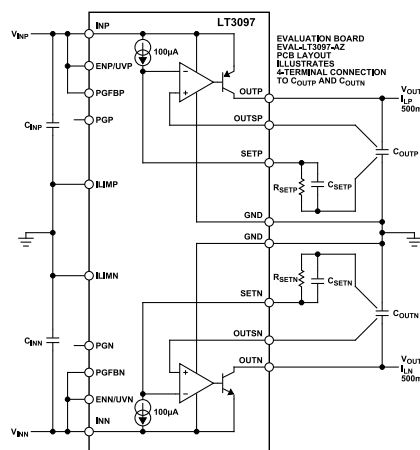 LT3097
VINP
INP
100µA
EVALUATION BOARD
EVAL-LT3097-AZ
PCB LAYOUT
ILLUSTRATES
4-TERMINAL CONNECTION
TO COUTP AND COUTN
ENP/UVP
PGFBP
OUTP
VOUT
ILP
500m
CINP
PGP
OUTSP
COUTP
SETP
RSETP
CSETP
ILIMP
GND
GND
ILIMN
RSETN
CSETN
SETN
COUTN
CINN
PGN
OUTSN
PGFBN
OUTN
VOUT
ILN
500m
ENN/UVN
100µA
VINN
INN